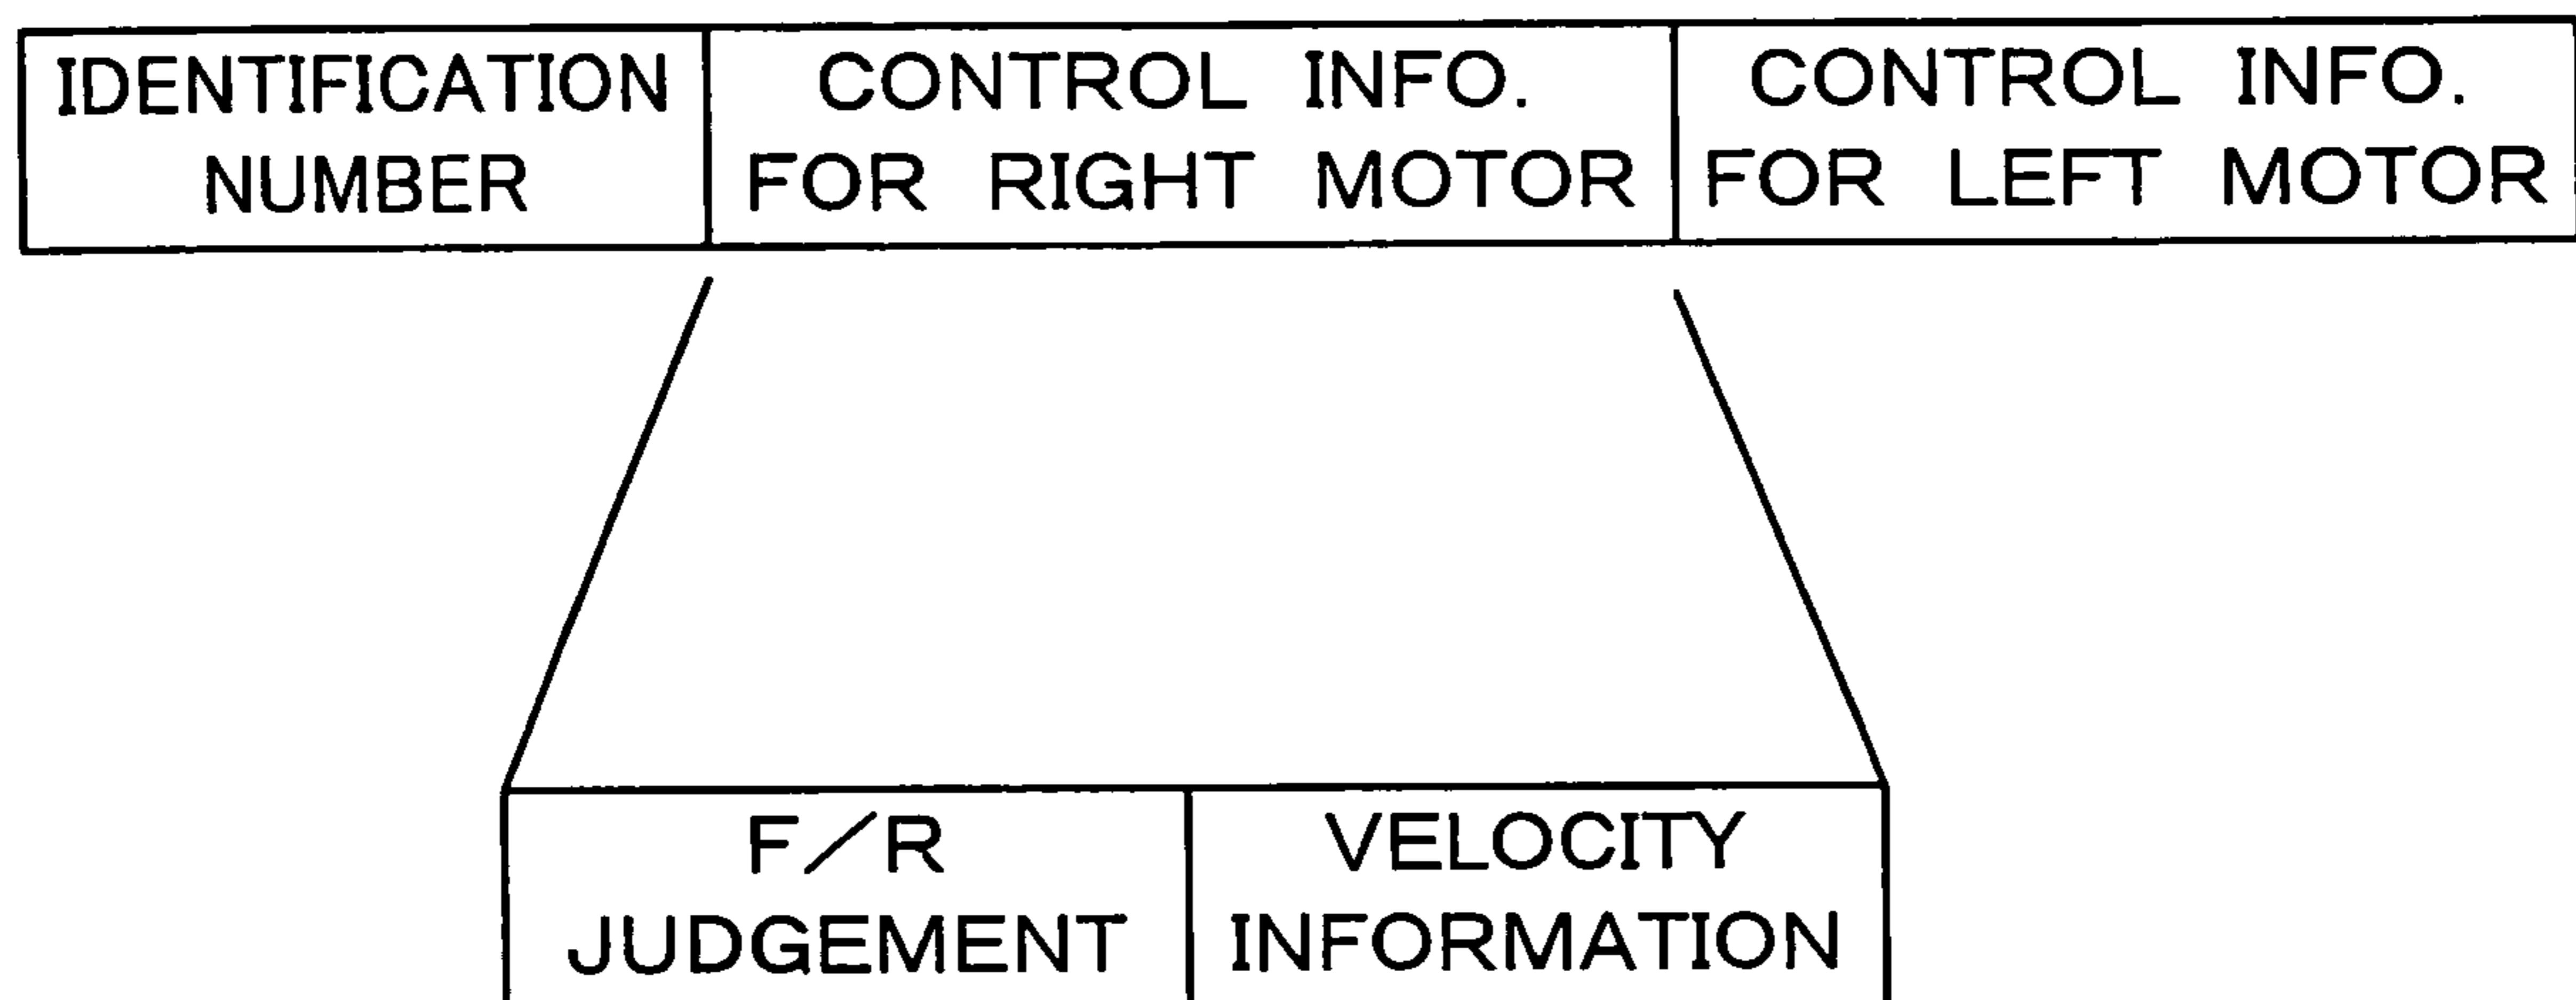 IDENTIFICATION NUMBER
CONTROL INFO. FOR RIGHT MOTOR
CONTROL INFO. FOR LEFT MOTOR
F/R JUDGEMENT
VELOCITY INFORMATION